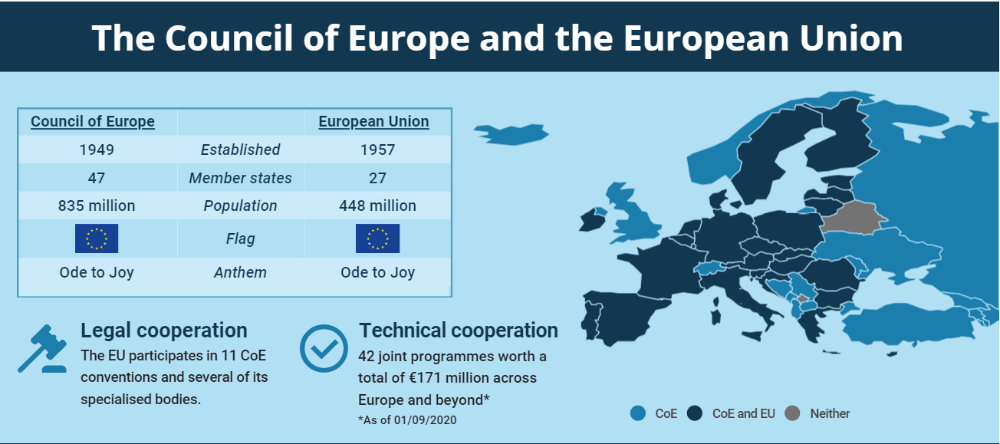 The Council of Europe and the European Union
Council of Europe European Union
1949 Established 1957
47 Member states 27
835 million Population 448 million
Flag
Ode to Joy Anthem Ode to Joy
Legal cooperation
The EU participates in 11 CoE
conventions and several of its
specialised bodies.
Technical cooperation
42 joint programmes worth a
total of €171 million across
Europe and beyond*
*As of 01/09/2020
CoE CoE and EU Neither